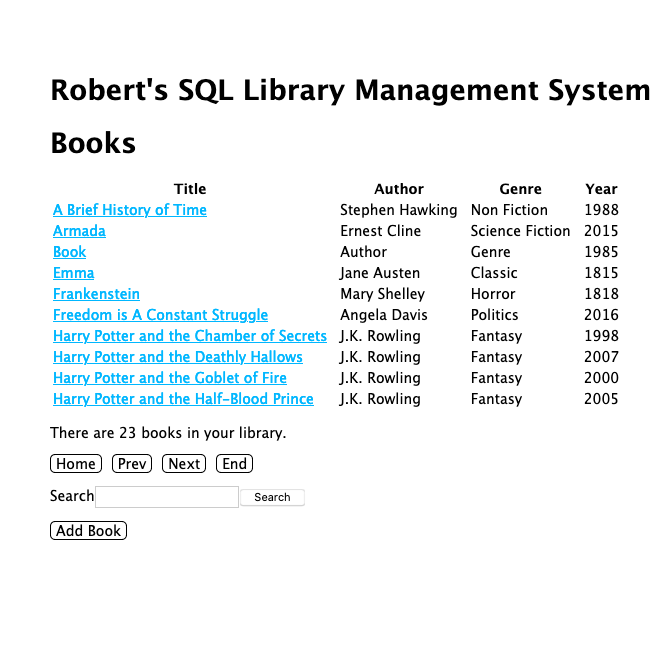 Robert's SQL Library Management System
Books
Title Author Genre Year
A Brief History of Time Stephen Hawking Non Fiction 1988
Armada Ernest Cline Science Fiction 2015
Book Author Genre 1985
Emma Jane Austen Classic 1815
Frankenstein Mary Shelley Horror 1818
Freedom is A Constant Struggle Angela Davis Politics 2016
Harry Potter and the Chamber of Secrets J.K. Rowling Fantasy 1998
Harry Potter and the Deathly Hallows J.K. Rowling Fantasy 2007
Harry Potter and the Goblet of Fire J.K. Rowling Fantasy 2000
Harry Potter and the Half-Blood Prince J.K. Rowling Fantasy 2005
There are 23 books in your library.
Home Prev Next End
Search Search
Add Book